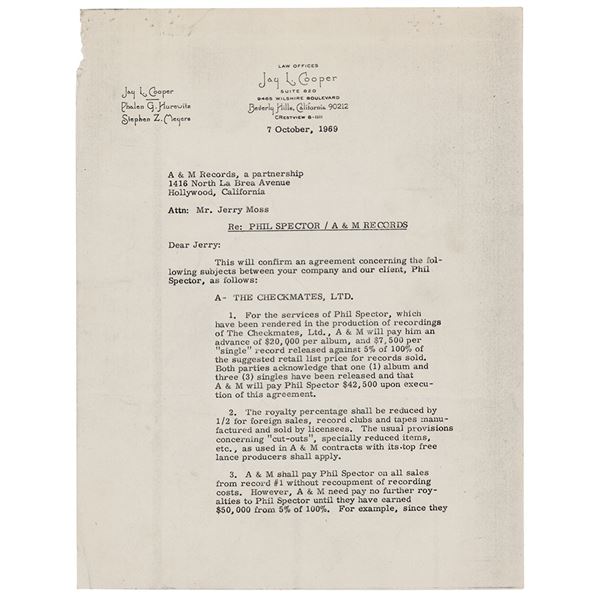 LAW OFFICES
Jay L. Cooper
SUITE 820
9465 WILSHIRE BOULEVARD
Beverly Hills, California 90212
CRESTVIEW 8-1111
Jay L. Cooper
Phalen G. Hurewitz
Stephen Z. Meyers
7 October, 1969
A & M Records, a partnership
1416 North La Brea Avenue
Hollywood, California
Attn: Mr. Jerry Moss
Re: PHIL SPECTOR / A & M RECORDS
Dear Jerry:
This will confirm an agreement concerning the fol-
lowing subjects between your company and our client, Phil
Spector, as follows:
A- THE CHECKMATES, LTD.
1. For the services of Phil Spector, which
have been rendered in the production of recordings
of The Checkmates, Ltd., A & M will pay him an
advance of $20,000 per album, and $7,500 per
"single" record released against 5% of 100% of
the suggested retail list price for records sold.
Both parties acknowledge that one (1) album and
three (3) singles have been released and that
A & M will pay Phil Spector $42,500 upon execu-
tion of this agreement.
2. The royalty percentage shall be reduced by
1/2 for foreign sales, record clubs and tapes manu-
factured and sold by licensees. The usual provisions
concerning "cut-outs", specially reduced items,
etc., as used in A & M contracts with its top free
lance producers shall apply.
3. A & M shall pay Phil Spector on all sales
from record #1 without recoupment of recording
costs. However, A & M need pay no further roy-
alties to Phil Spector until they have earned
$50,000 from 5% of 100%. For example, since they